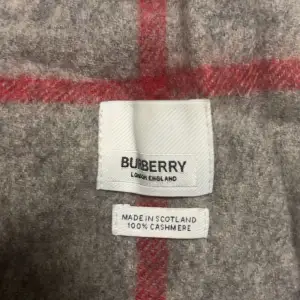 BURBERRY
LONDON ENGLAND
MADE IN SCOTLAND
100% CASHMERE